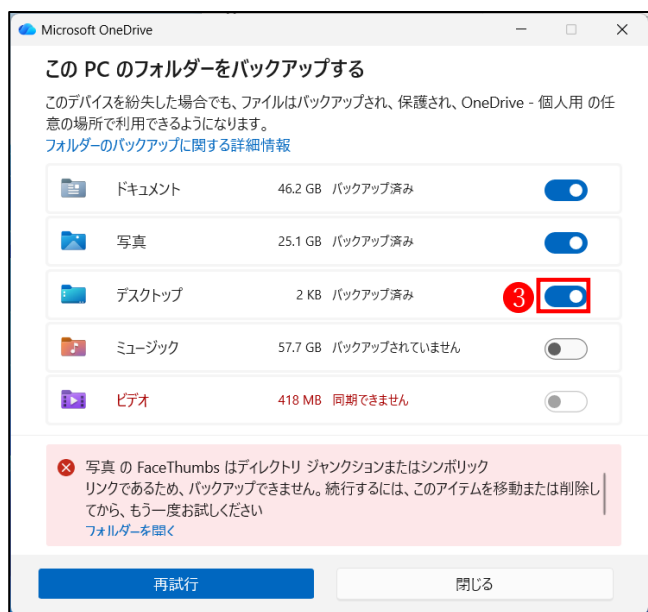 Microsoft OneDrive
この PC のフォルダーをバックアップする
このデバイスを紛失した場合でも、ファイルはバックアップされ、保護され、OneDrive - 個人用 の任
意の場所で利用できるようになります。
フォルダーのバックアップに関する詳細情報
ドキュメント 46.2 GB バックアップ済み
写真 25.1 GB バックアップ済み
デスクトップ 2 KB バックアップ済み 3
ミュージック 57.7 GB バックアップされていません
ビデオ 418 MB 同期できません
写真 の FaceThumbs はディレクトリ ジャンクションまたはシンボリック
リンクであるため、バックアップできません。続行するには、このアイテムを移動または削除し
てから、もう一度お試しください
フォルダーを開く
再試行 閉じる